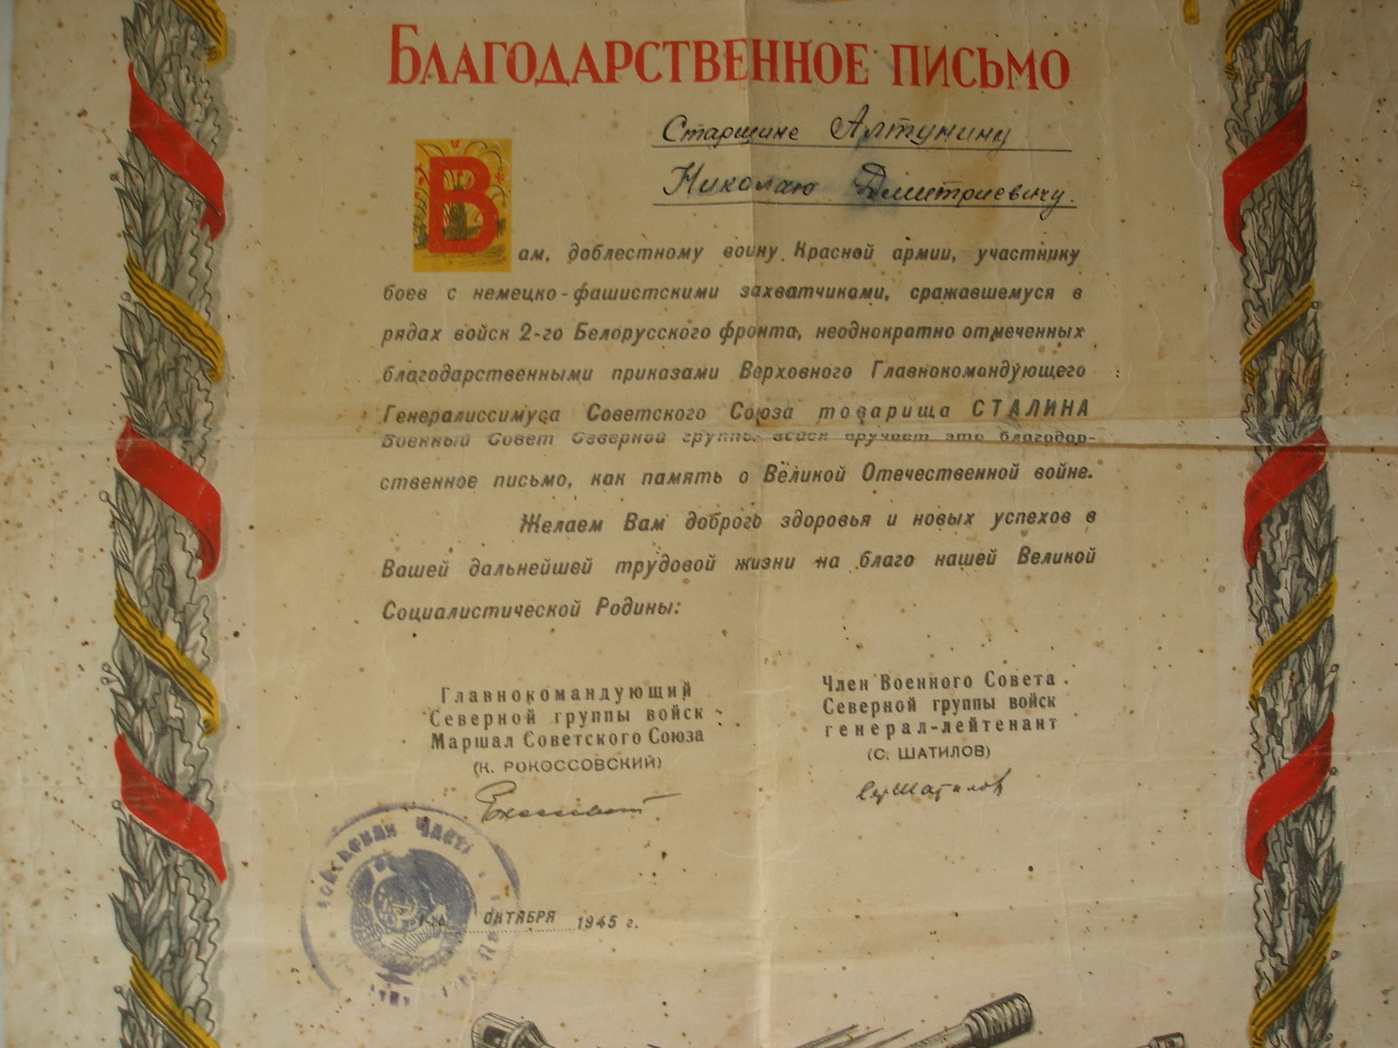 Благодарственное письмо
Старшине Алтунину
Николаю Дмитриевичу.
Вам, доблестному воину Красной армии, участнику
боев с немецко-фашистскими захватчиками, сражавшемуся в
рядах войск 2-го Белорусского фронта, неоднократно отмеченных
благодарственными приказами Верховного Главнокомандующего
Генералиссимуса Советского Союза товарища СТАЛИНА
Военный Совет Северной группы войск вручает это благодар-
ственное письмо, как память о Великой Отечественной войне.
Желаем Вам доброго здоровья и новых успехов в
Вашей дальнейшей трудовой жизни на благо нашей Великой
Социалистической Родины:
Главнокомандующий
Северной группы войск
Маршал Советского Союза
(К. РОКОССОВСКИЙ)
Член Военного Совета
Северной группы войск
генерал-лейтенант
(С. ШАТИЛОВ)
Сер Шатилов
Войсковая Часть
ОКТЯБРЯ 1945 г.